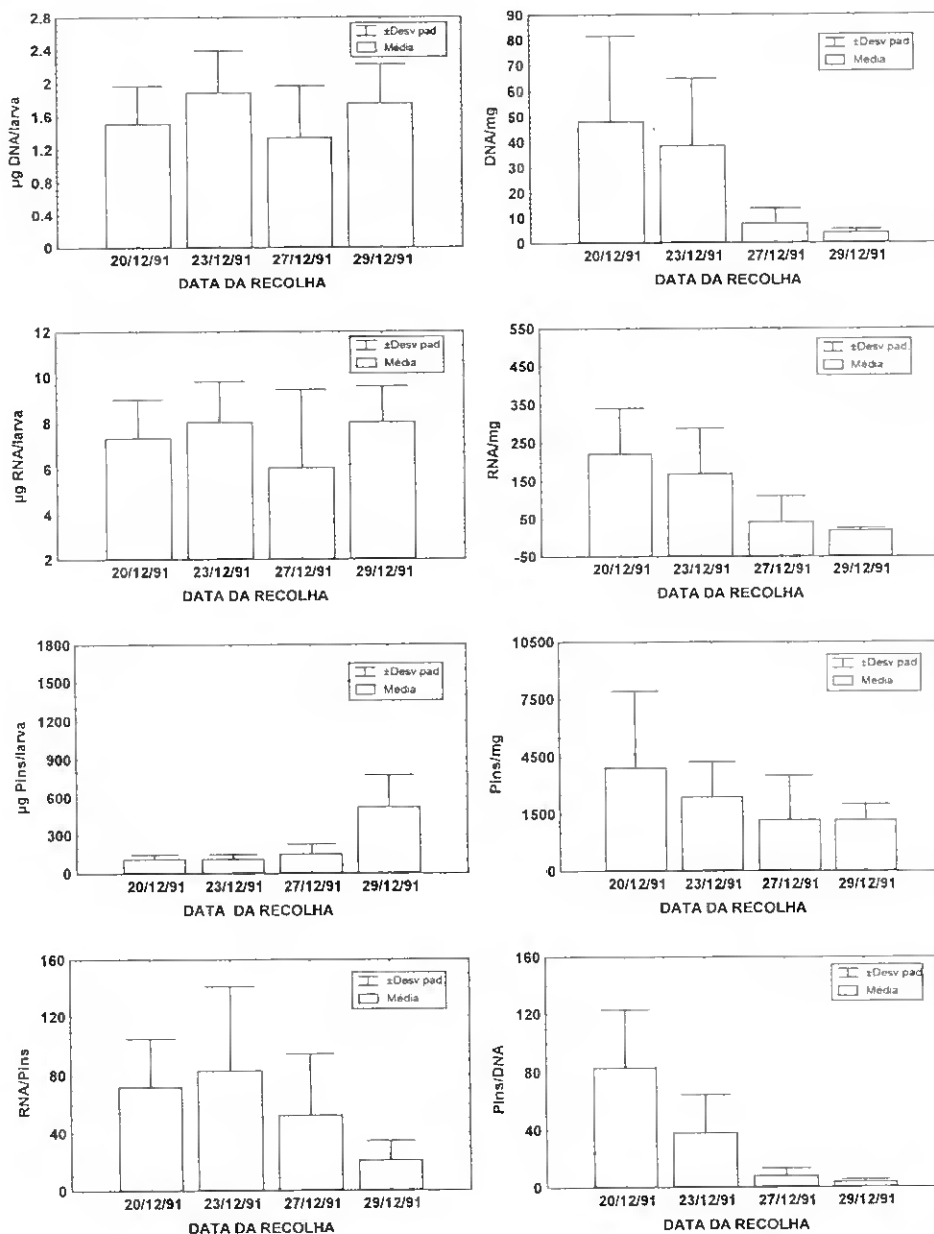 2.8
2.4
2
1.6
1.2
0.8
0.4
0
µg DNA/larva
±Desv pad
Média
20/12/91 23/12/91 27/12/91 29/12/91
DATA DA RECOLHA
90
80
70
60
50
40
30
20
10
0
DNA/mg
±Desv pad
Média
20/12/91 23/12/91 27/12/91 29/12/91
DATA DA RECOLHA
12
10
8
6
4
2
µg RNA/larva
±Desv pad
Média
20/12/91 23/12/91 27/12/91 29/12/91
DATA DA RECOLHA
550
450
350
250
150
50
-50
RNA/mg
±Desv pad
Média
20/12/91 23/12/91 27/12/91 29/12/91
DATA DA RECOLHA
1800
1500
1200
900
600
300
0
µg Pins/larva
±Desv pad
Média
20/12/91 23/12/91 27/12/91 29/12/91
DATA DA RECOLHA
10500
7500
4500
1500
0
Pins/mg
±Desv pad
Média
20/12/91 23/12/91 27/12/91 29/12/91
DATA DA RECOLHA
160
120
80
40
0
RNA/Pins
±Desv pad
Média
20/12/91 23/12/91 27/12/91 29/12/91
DATA DA RECOLHA
160
120
80
40
0
Pins/DNA
±Desv pad
Média
20/12/91 23/12/91 27/12/91 29/12/91
DATA DA RECOLHA